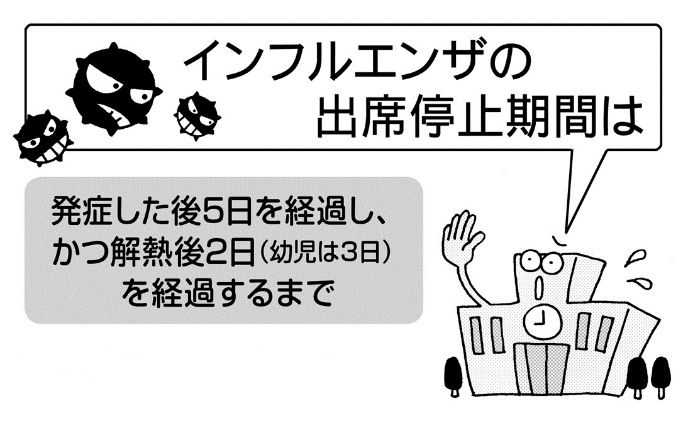 インフルエンザの
出席停止期間は
発症した後5日を経過し、
かつ解熱後2日（幼児は3日）
を経過するまで